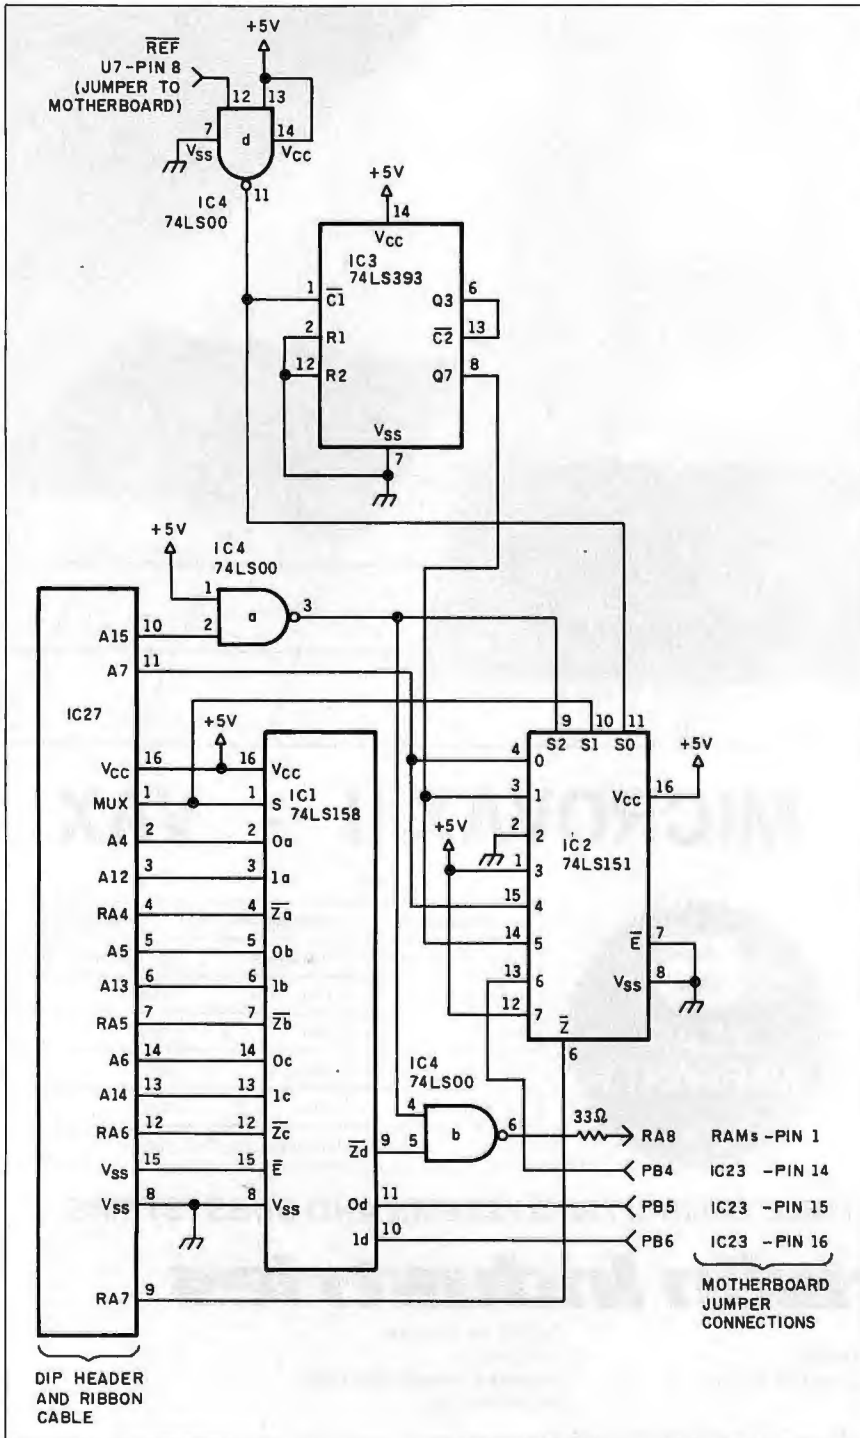 REF
U7-PIN 8
(JUMPER TO
MOTHERBOARD)
+5V
12 13
7 d 14
VSS VCC
11
IC4
74LS00
+5V
14
VCC
IC3
74LS393
1 C1 Q3 6
2 R1 C2 13
12 R2 Q7 8
VSS
7
+5V
IC4
74LS00
1
2 a 3
A15 10
A7 11
IC27
+5V
9 10 11
S2 S1 S0
+5V
VCC 16 16 VCC
MUX 1 1 S
IC1
74LS158
A4 2 2 0a
A12 3 3 1a
RA4 4 4 Za
A5 5 5 0b
A13 6 6 1b
RA5 7 7 Zb
A6 14 14 0c
A14 13 13 1c
RA6 12 12 Zc
VSS 15 15 E
VSS 8 8 VSS
RA7 9
Zd 9
0d 11
1d 10
4 0
3 1
+5V
2 2
1 3
15 4
14 5
13 6
12 7
VCC 16
IC2
74LS151
E 7
VSS 8
Z
6
IC4
74LS00
4
5 b 6
33Ω
RA8 RAMs -PIN 1
PB4 IC23 -PIN 14
PB5 IC23 -PIN 15
PB6 IC23 -PIN 16
MOTHERBOARD
JUMPER
CONNECTIONS
DIP HEADER
AND RIBBON
CABLE